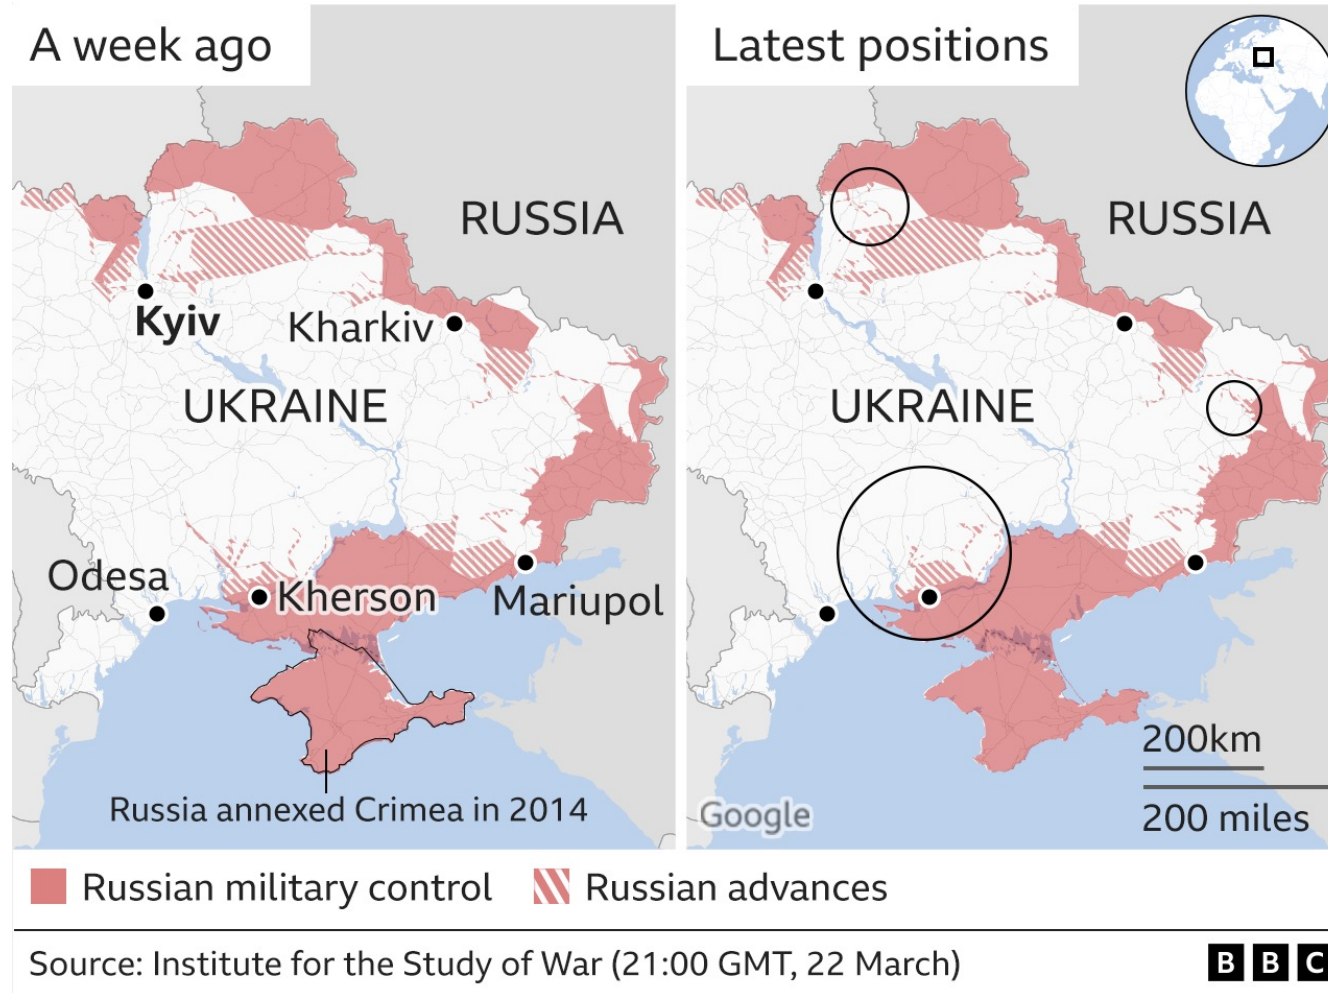 A week ago
RUSSIA
Kyiv
Kharkiv
UKRAINE
Odesa
Kherson
Mariupol
Russia annexed Crimea in 2014
Latest positions
RUSSIA
UKRAINE
200km
200 miles
Google
Russian military control
Russian advances
Source: Institute for the Study of War (21:00 GMT, 22 March)
BBC